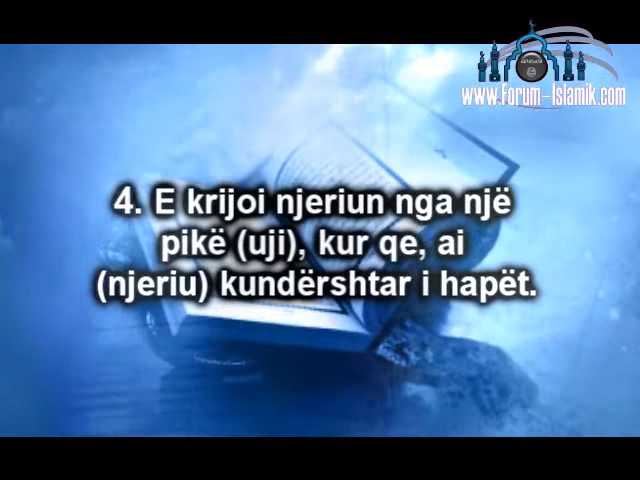 www.Forum-Islamik.com
4. E krijoi njeriun nga një
pikë (uji), kur qe, ai
(njeriu) kundërshtar i hapët.